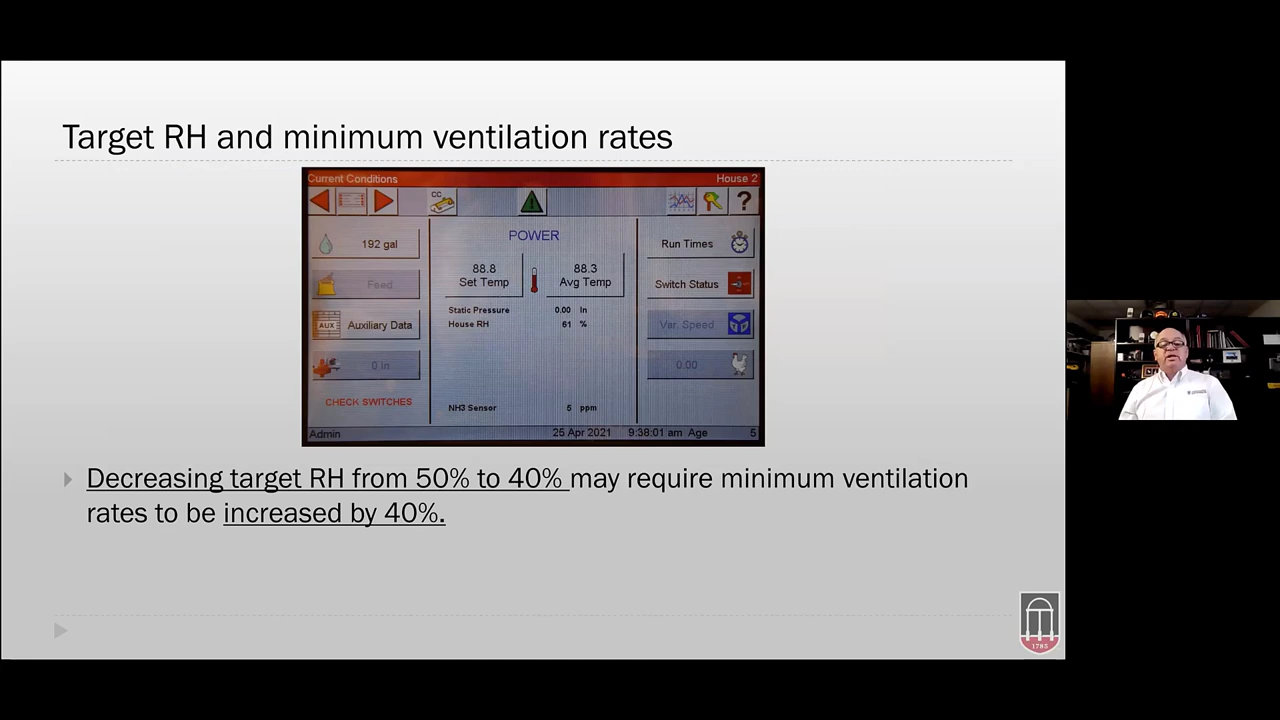 Target RH and minimum ventilation rates
Current Conditions
House 2
CC
?
192 gal
POWER
Run Times
88.8
Set Temp
88.3
Avg Temp
Feed
Switch Status
Static Pressure 0.00 In
House RH 61 %
AUX Auxiliary Data
Var. Speed
0 in
0.00
CHECK SWITCHES
NH3 Sensor 5 ppm
Admin
25 Apr 2021 9:38:01 am Age 5
Decreasing target RH from 50% to 40% may require minimum ventilation
rates to be increased by 40%.
1785